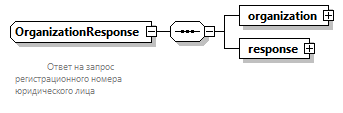 organization
OrganizationResponse
response
Ответ на запрос
регистрационного номера
юридического лица